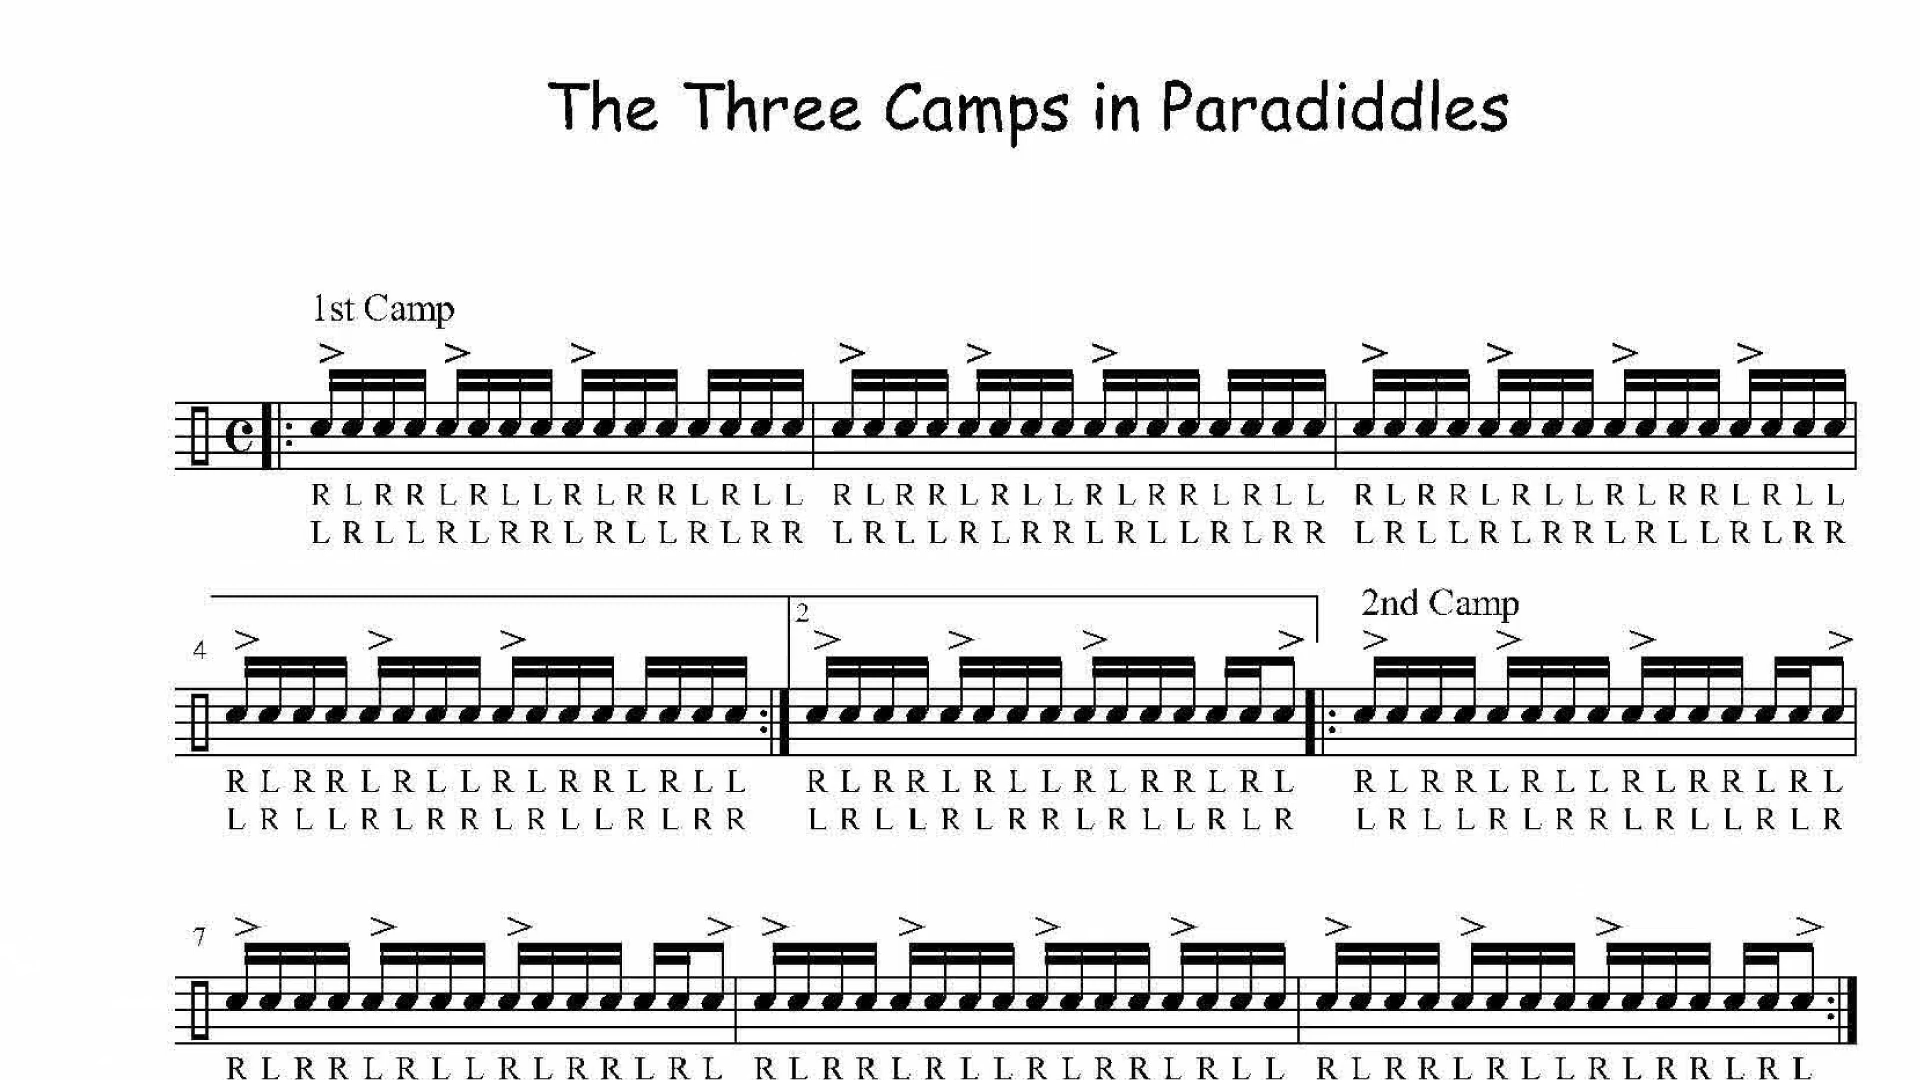 The Three Camps in Paradiddles
1st Camp
R L R R L R L L R L R R L R L L R L R R L R L L R L R R L R L L R L R R L R L L R L R R L R L L
L R L L R L R R L R L L R L R R L R L L R L R R L R L L R L R R L R L L R L R R L R L L R L R R
2nd Camp
4 2
R L R R L R L L R L R R L R L L R L R R L R L L R L R R L R L R L R R L R L L R L R R L R L
L R L L R L R R L R L L R L R R L R L L R L R R L R L L R L R L R L L R L R R L R L L R L R
7
R L R R L R L L R L R R L R L R L R R L R L L R L R R L R L L R L R R L R L L R L R R L R L